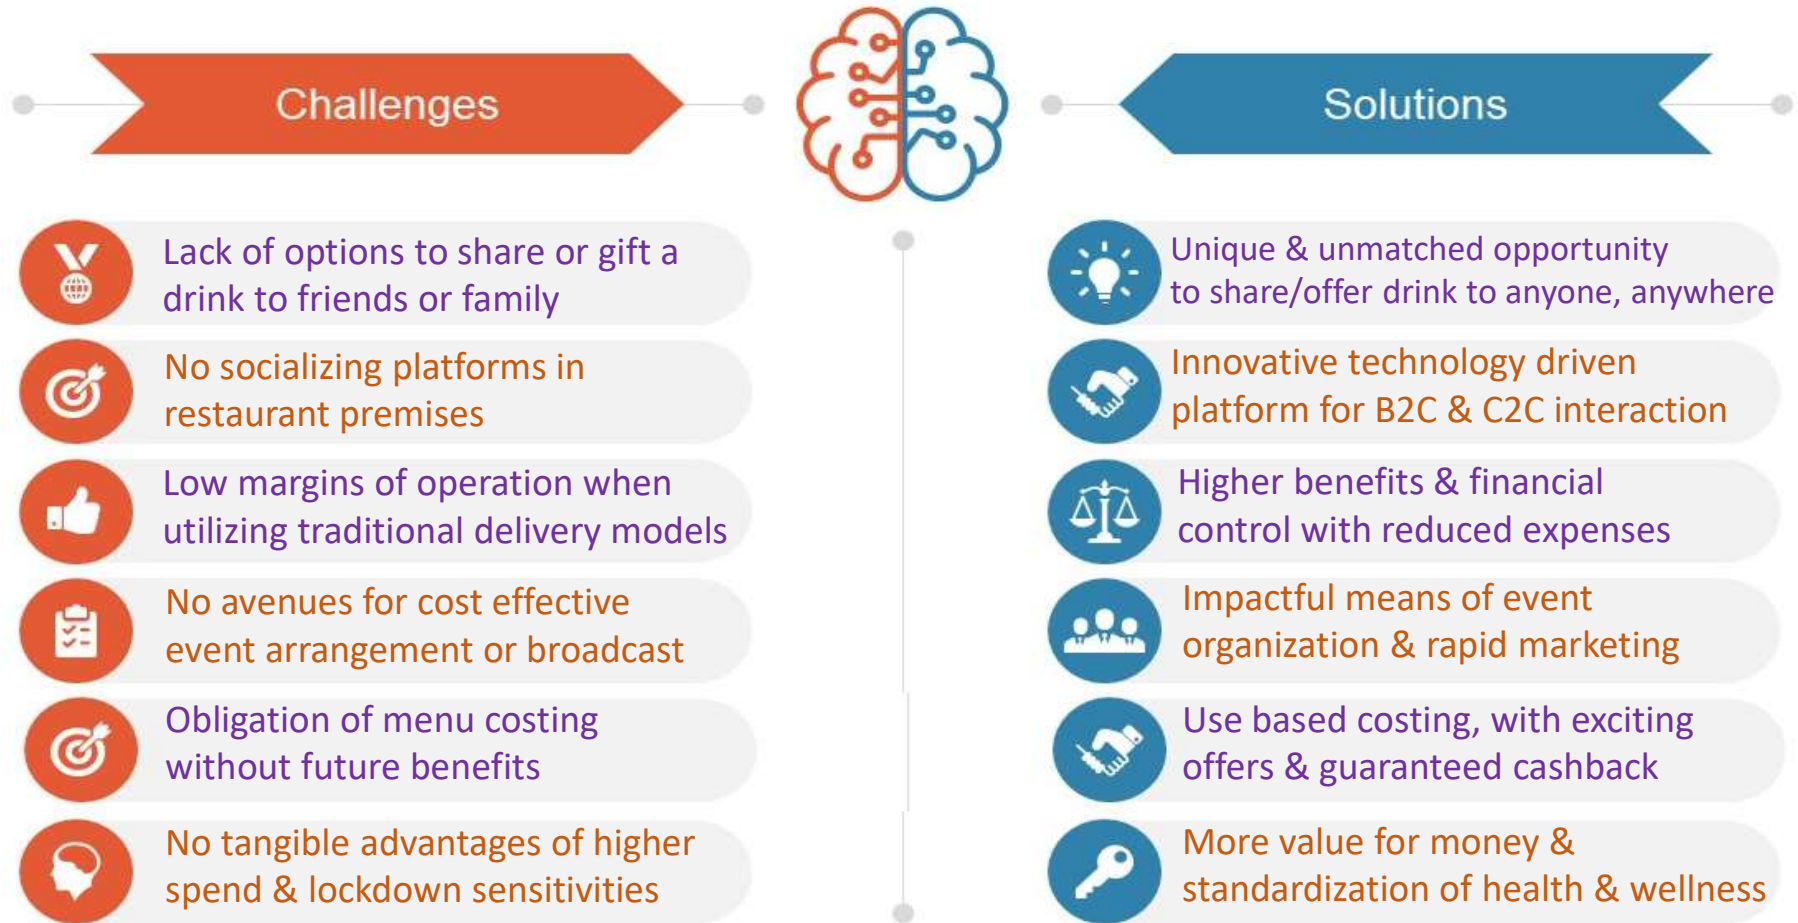 Challenges
Lack of options to share or gift a
drink to friends or family
No socializing platforms in
restaurant premises
Low margins of operation when
utilizing traditional delivery models
No avenues for cost effective
event arrangement or broadcast
Obligation of menu costing
without future benefits
No tangible advantages of higher
spend & lockdown sensitivities
Solutions
Unique & unmatched opportunity
to share/offer drink to anyone, anywhere
Innovative technology driven
platform for B2C & C2C interaction
Higher benefits & financial
control with reduced expenses
Impactful means of event
organization & rapid marketing
Use based costing, with exciting
offers & guaranteed cashback
More value for money &
standardization of health & wellness